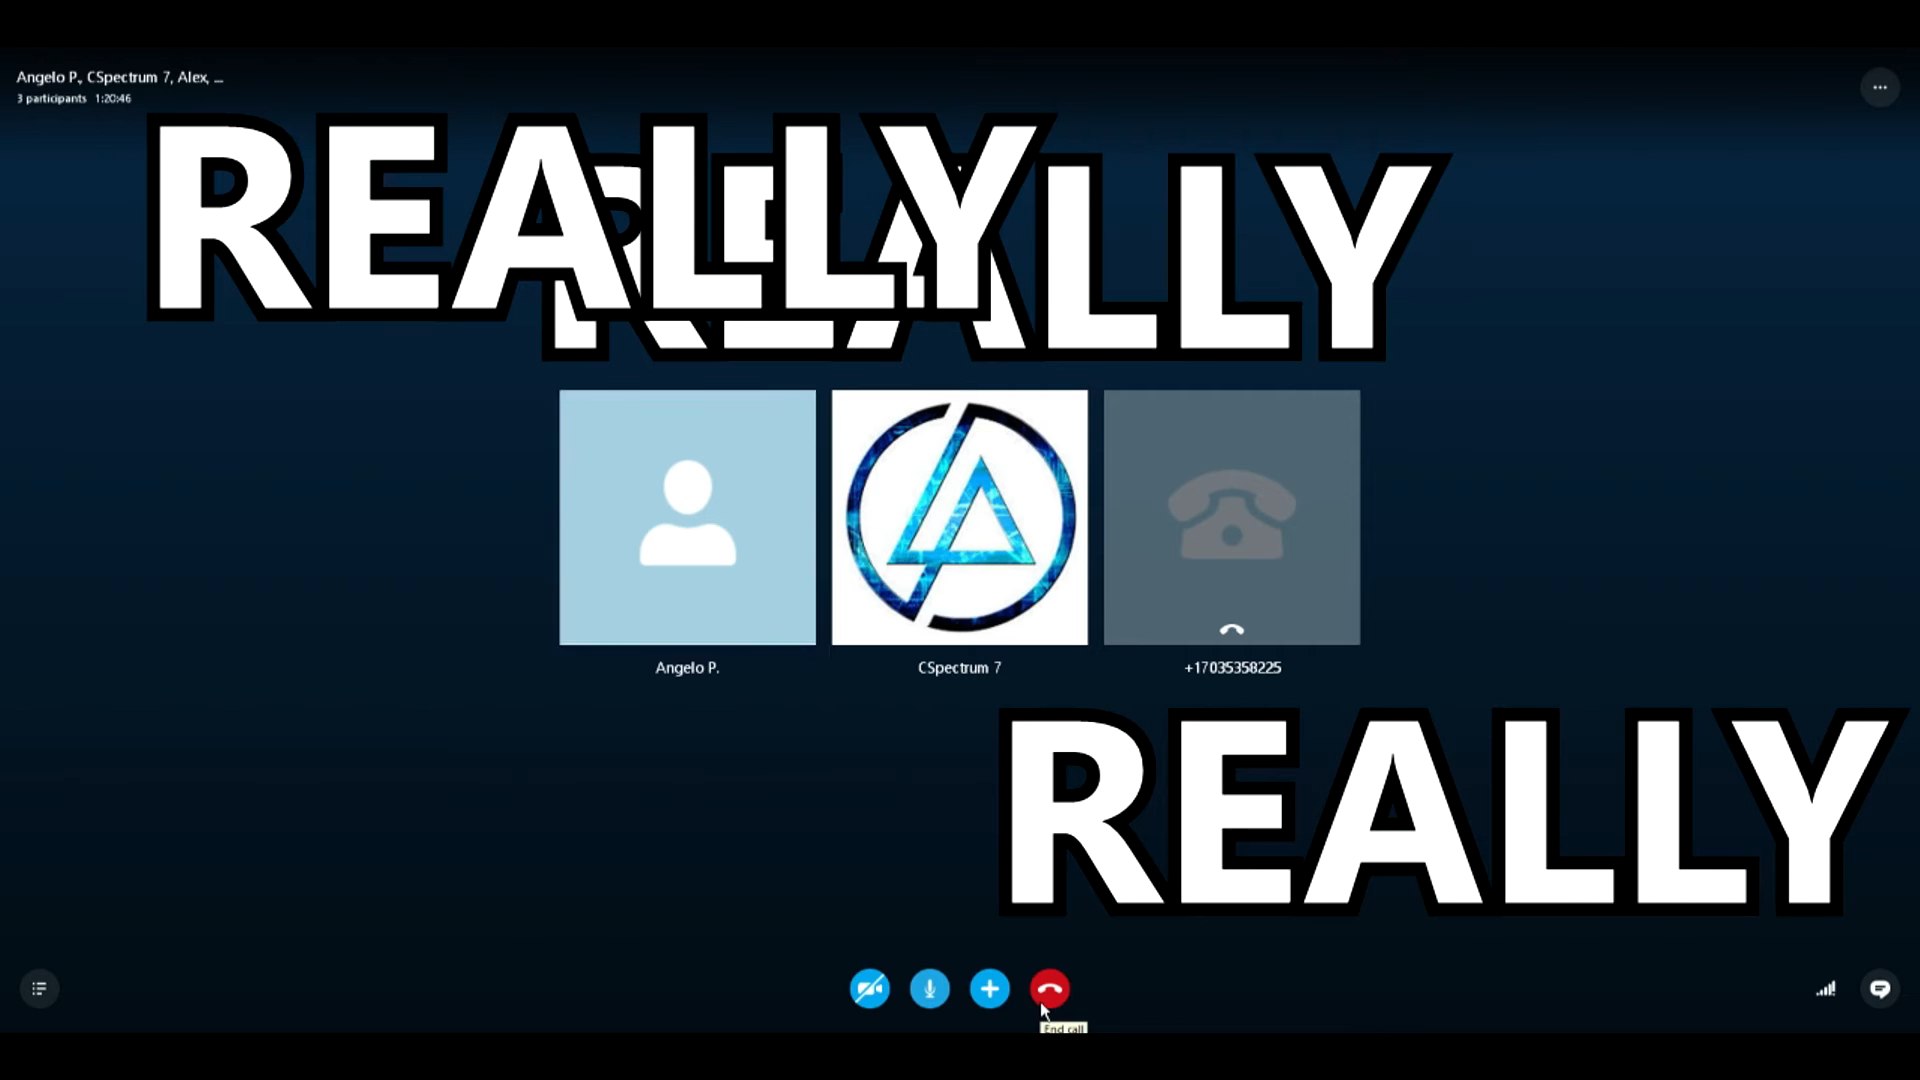 Angelo P., CSpectrum 7, Alex, ...
3 participants 1:20:46
REALLY
REALLY
Angelo P.
CSpectrum 7
+17035358225
REALLY
End call